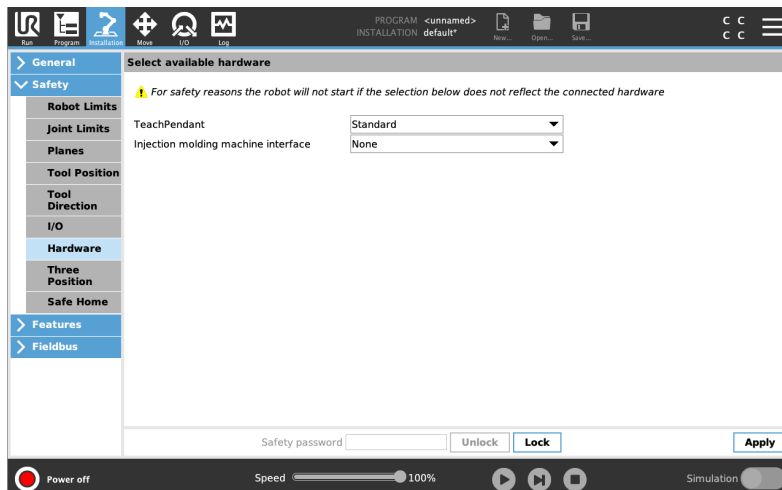 UR
Run
Program
Installation
Move
I/O
Log
PROGRAM <unnamed>
INSTALLATION default*
New...
Open...
Save...
C C
C C
General
Safety
Robot Limits
Joint Limits
Planes
Tool Position
Tool
Direction
I/O
Hardware
Three
Position
Safe Home
Features
Fieldbus
Select available hardware
For safety reasons the robot will not start if the selection below does not reflect the connected hardware
TeachPendant Standard
Injection molding machine interface None
Safety password Unlock Lock Apply
Power off Speed 100% Simulation